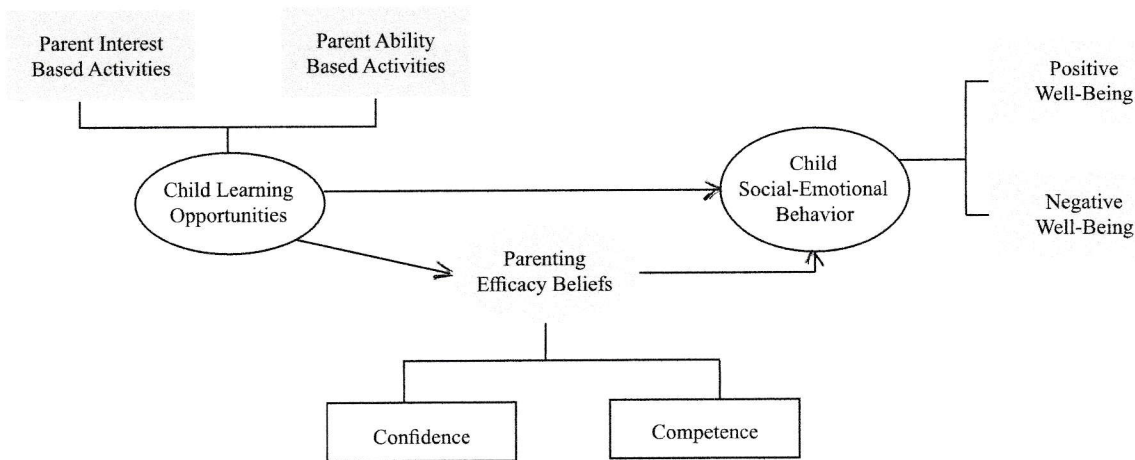 Parent Interest
Based Activities
Parent Ability
Based Activities
Positive
Well-Being
Child Learning
Opportunities
Child
Social-Emotional
Behavior
Negative
Well-Being
Parenting
Efficacy Beliefs
Confidence
Competence